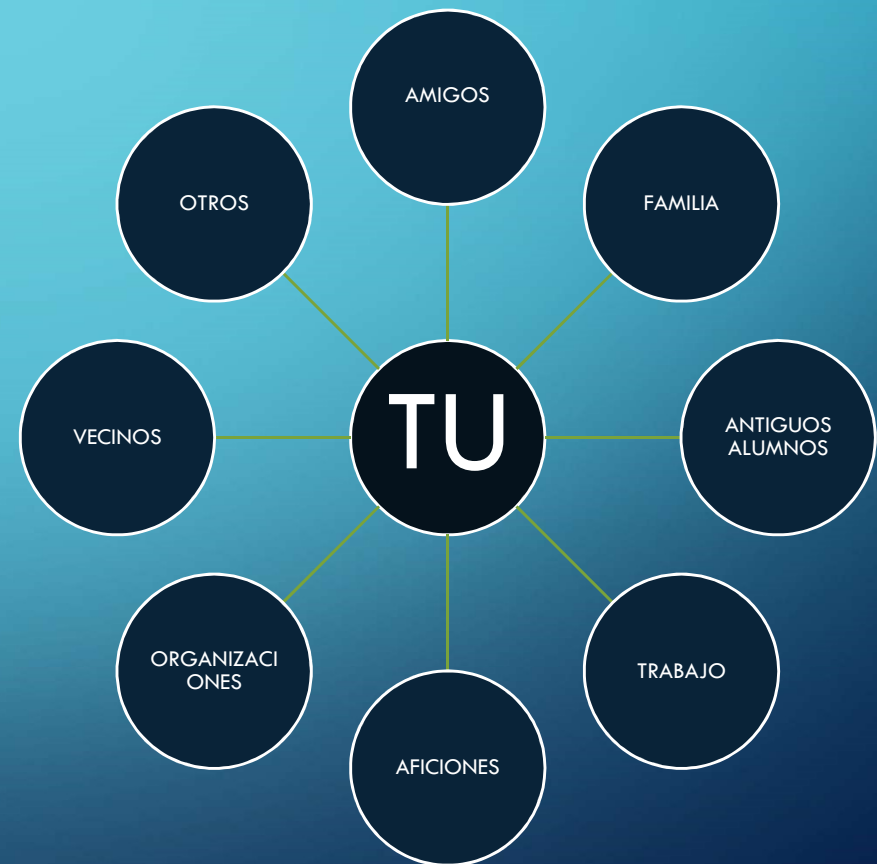 AMIGOS
OTROS
FAMILIA
TU
VECINOS
ANTIGUOS
ALUMNOS
ORGANIZACI
ONES
TRABAJO
AFICIONES